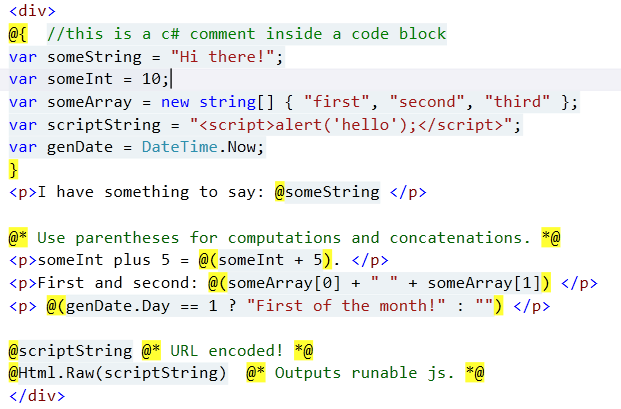 <div>
@{  //this is a c# comment inside a code block
var someString = "Hi there!";
var someInt = 10;
var someArray = new string[] { "first", "second", "third" };
var scriptString = "<script>alert('hello');</script>";
var genDate = DateTime.Now;
}
<p>I have something to say: @someString </p>
@* Use parentheses for computations and concatenations. *@
<p>someInt plus 5 = @(someInt + 5). </p>
<p>First and second: @(someArray[0] + " " + someArray[1]) </p>
<p> @(genDate.Day == 1 ? "First of the month!" : "") </p>
@scriptString @* URL encoded! *@
@Html.Raw(scriptString)  @* Outputs runable js. *@
</div>